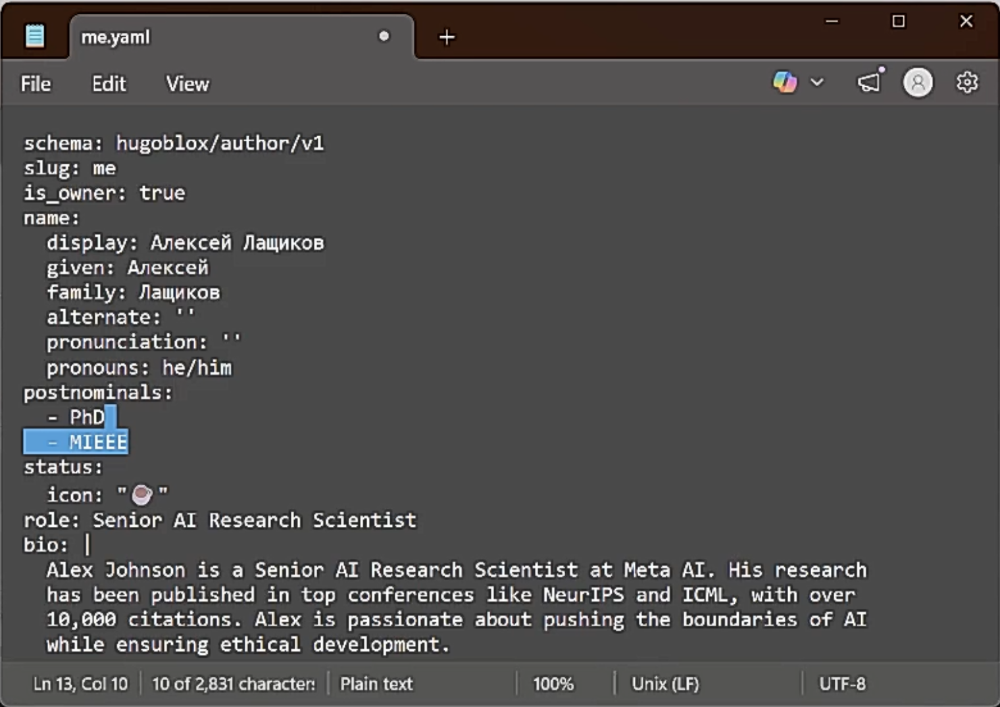 me.yaml
File Edit View
schema: hugoblox/author/v1
slug: me
is_owner: true
name:
  display: Алексей Лащиков
  given: Алексей
  family: Лащиков
  alternate: ''
  pronunciation: ''
  pronouns: he/him
postnominals:
  - PhD
  - MIEEE
status:
  icon: "☕"
role: Senior AI Research Scientist
bio: |
  Alex Johnson is a Senior AI Research Scientist at Meta AI. His research
  has been published in top conferences like NeurIPS and ICML, with over
  10,000 citations. Alex is passionate about pushing the boundaries of AI
  while ensuring ethical development.
Ln 13, Col 10 10 of 2,831 character: Plain text 100% Unix (LF) UTF-8